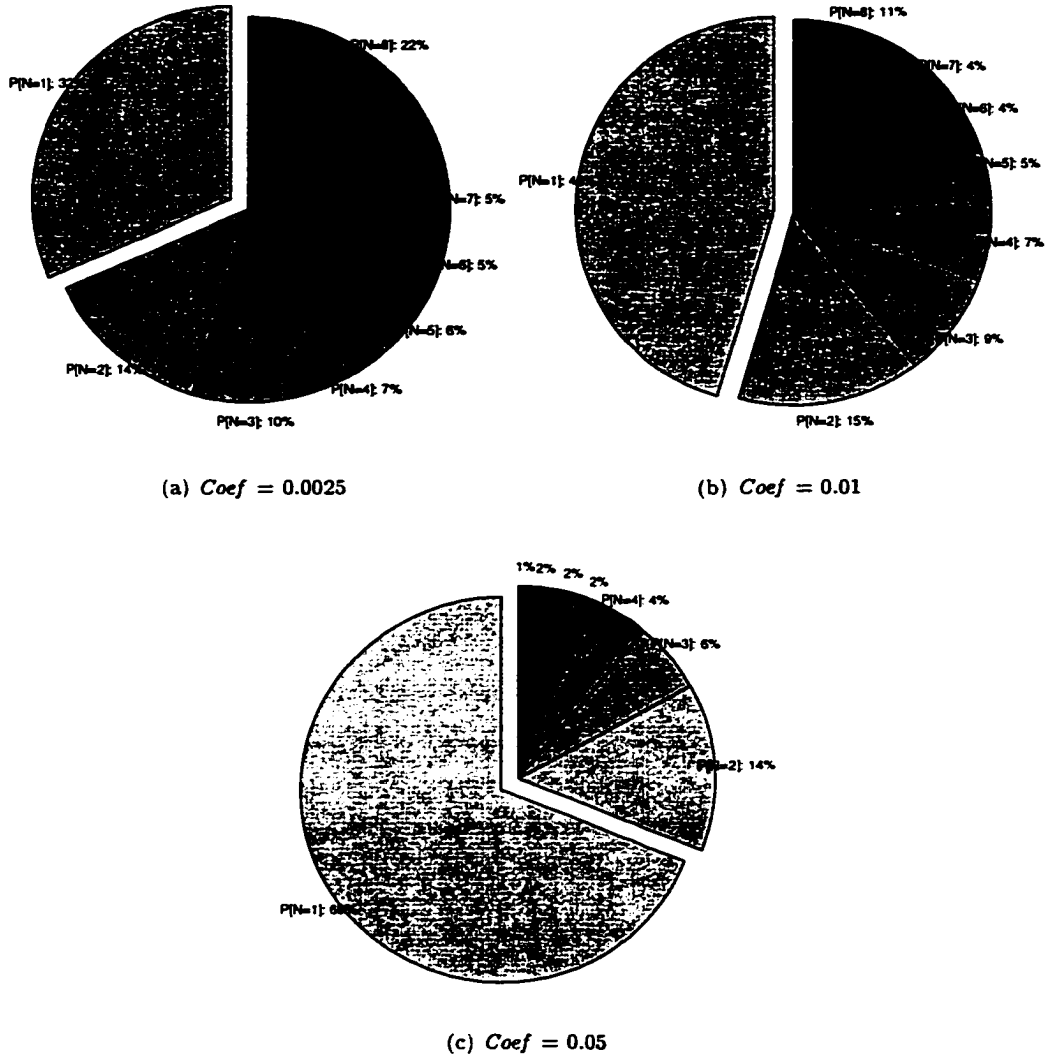 P[N=8]: 22%
P[N=1]:
P[N=7]: 5%
P[N=6]: 5%
P[N=5]: 6%
P[N=2]: 14%
P[N=4]: 7%
P[N=3]: 10%
(a) Coef = 0.0025
P[N=8]: 11%
P[N=7]: 4%
P[N=6]: 4%
P[N=5]: 5%
P[N=1]:
P[N=4]: 7%
P[N=3]: 9%
P[N=2]: 15%
(b) Coef = 0.01
1% 2% 2% 2%
P[N=4]: 4%
P[N=3]: 6%
P[N=2]: 14%
P[N=1]:
(c) Coef = 0.05